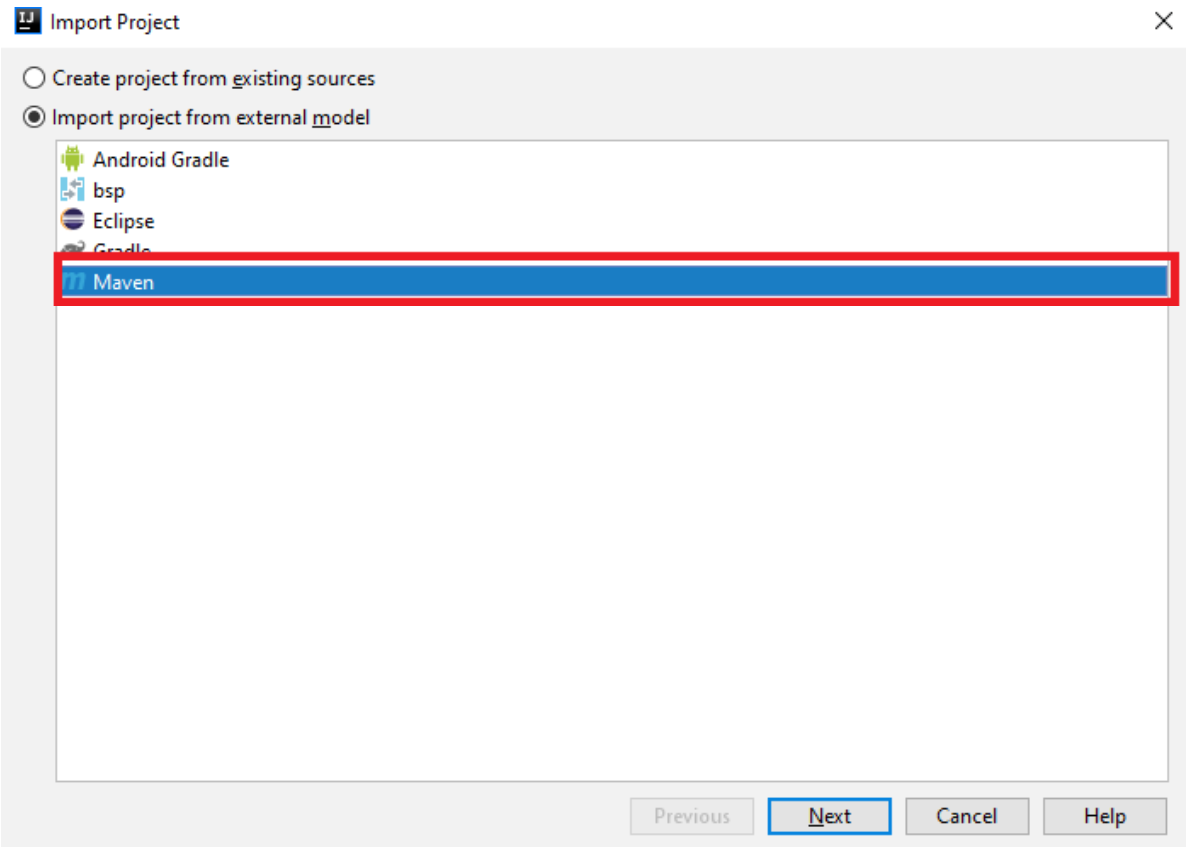 IJ Import Project
Create project from existing sources
Import project from external model
Android Gradle
bsp
Eclipse
Gradle
m Maven
Previous Next Cancel Help